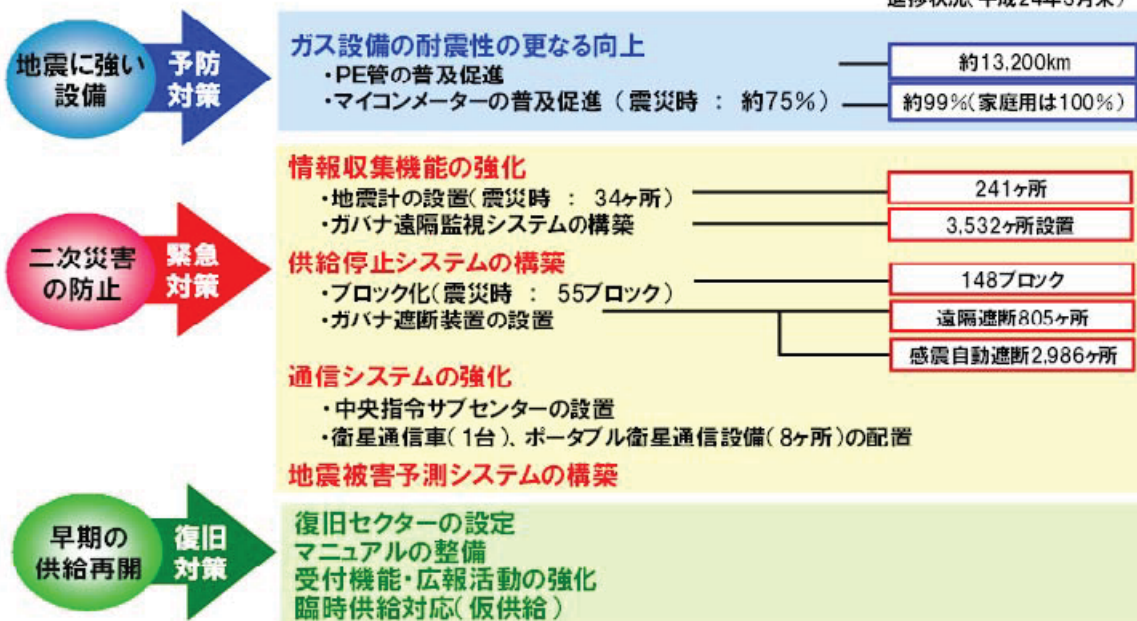 進捗状況(平成24年3月末)
地震に強い
設備
予防
対策
ガス設備の耐震性の更なる向上
・PE管の普及促進
約13,200km
・マイコンメーターの普及促進(震災時 : 約75%)
約99%(家庭用は100%)
二次災害
の防止
緊急
対策
情報収集機能の強化
・地震計の設置(震災時 : 34ヶ所)
241ヶ所
・ガバナ遠隔監視システムの構築
3,532ヶ所設置
供給停止システムの構築
・ブロック化(震災時 : 55ブロック)
148ブロック
・ガバナ遮断装置の設置
遠隔遮断805ヶ所
感震自動遮断2,986ヶ所
通信システムの強化
・中央指令サブセンターの設置
・衛星通信車(1台)、ポータブル衛星通信設備(8ヶ所)の配置
地震被害予測システムの構築
早期の
供給再開
復旧
対策
復旧セクターの設定
マニュアルの整備
受付機能・広報活動の強化
臨時供給対応(仮供給)